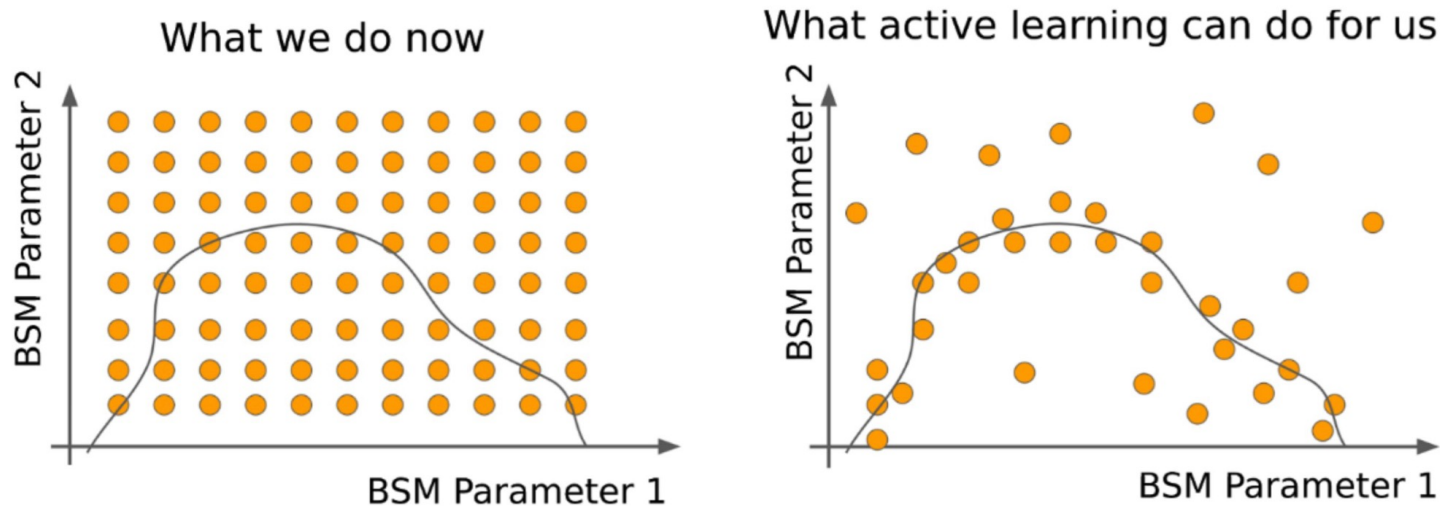 What we do now
BSM Parameter 2
BSM Parameter 1
What active learning can do for us
BSM Parameter 2
BSM Parameter 1